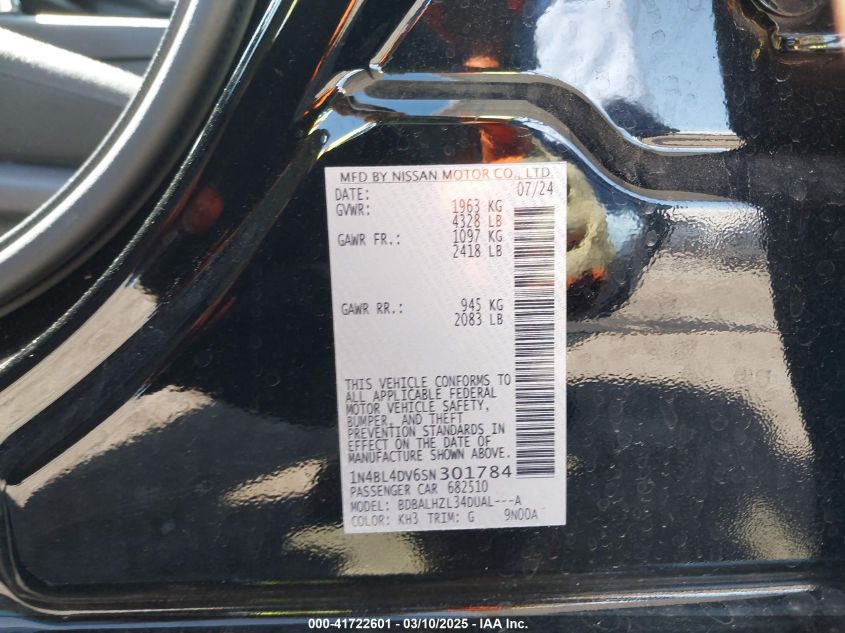 MFD BY NISSAN MOTOR CO., LTD.
DATE: 07/24
GVWR: 1963 KG
4328 LB
GAWR FR.: 1097 KG
2418 LB
GAWR RR.: 945 KG
2083 LB
THIS VEHICLE CONFORMS TO
ALL APPLICABLE FEDERAL
MOTOR VEHICLE SAFETY,
BUMPER, AND THEFT
PREVENTION STANDARDS IN
EFFECT ON THE DATE OF
MANUFACTURE SHOWN ABOVE.
1N4BL4DV6SN301784
PASSENGER CAR 682510
MODEL: BDBALHZL34DUAL---A
COLOR: KH3 TRIM: G 9N00A
000-41722601 - 03/10/2025 - IAA Inc.